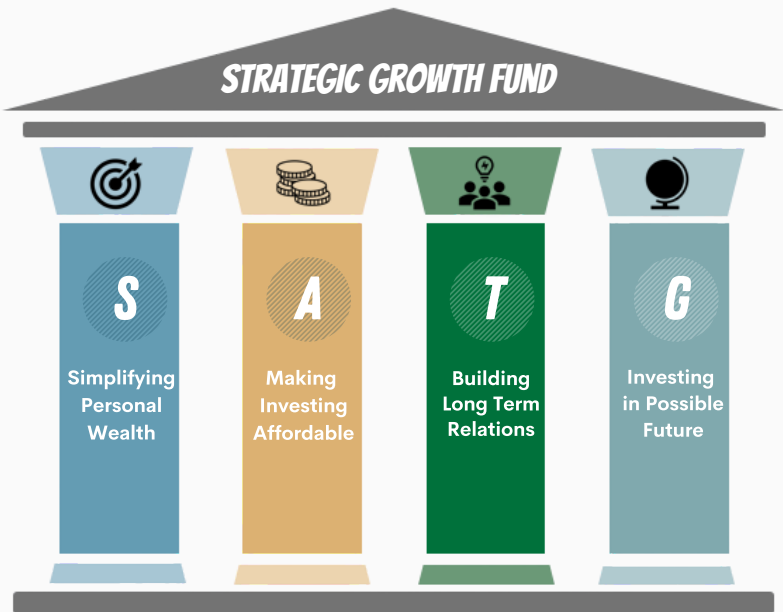 STRATEGIC GROWTH FUND
S
Simplifying
Personal
Wealth
A
Making
Investing
Affordable
T
Building
Long Term
Relations
G
Investing
in Possible
Future